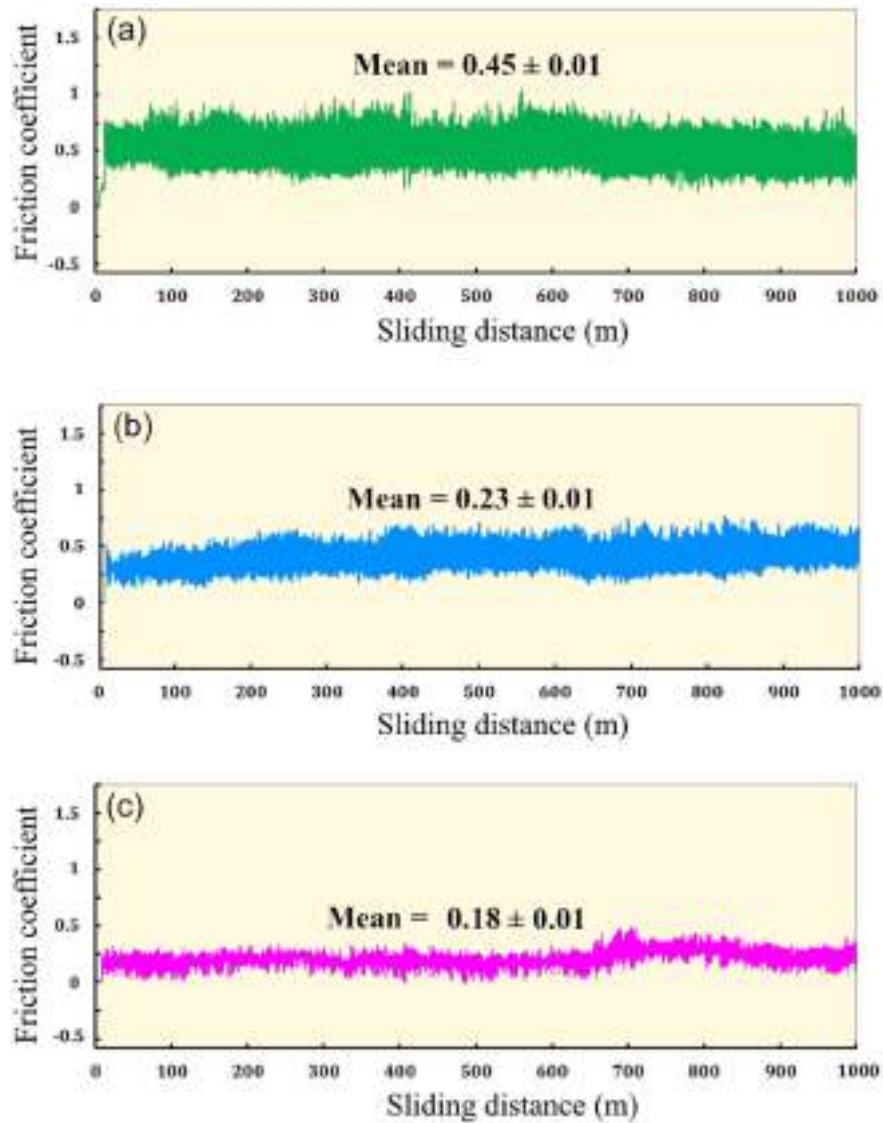 (a)
Mean = 0.45 ± 0.01
Friction coefficient
1.5
1
0.5
0
-0.5
0 100 200 300 400 500 600 700 800 900 1000
Sliding distance (m)
(b)
Mean = 0.23 ± 0.01
Friction coefficient
1.5
1
0.5
0
-0.5
0 100 200 300 400 500 600 700 800 900 1000
Sliding distance (m)
(c)
Mean = 0.18 ± 0.01
Friction coefficient
1.5
1
0.5
0
-0.5
0 100 200 300 400 500 600 700 800 900 1000
Sliding distance (m)